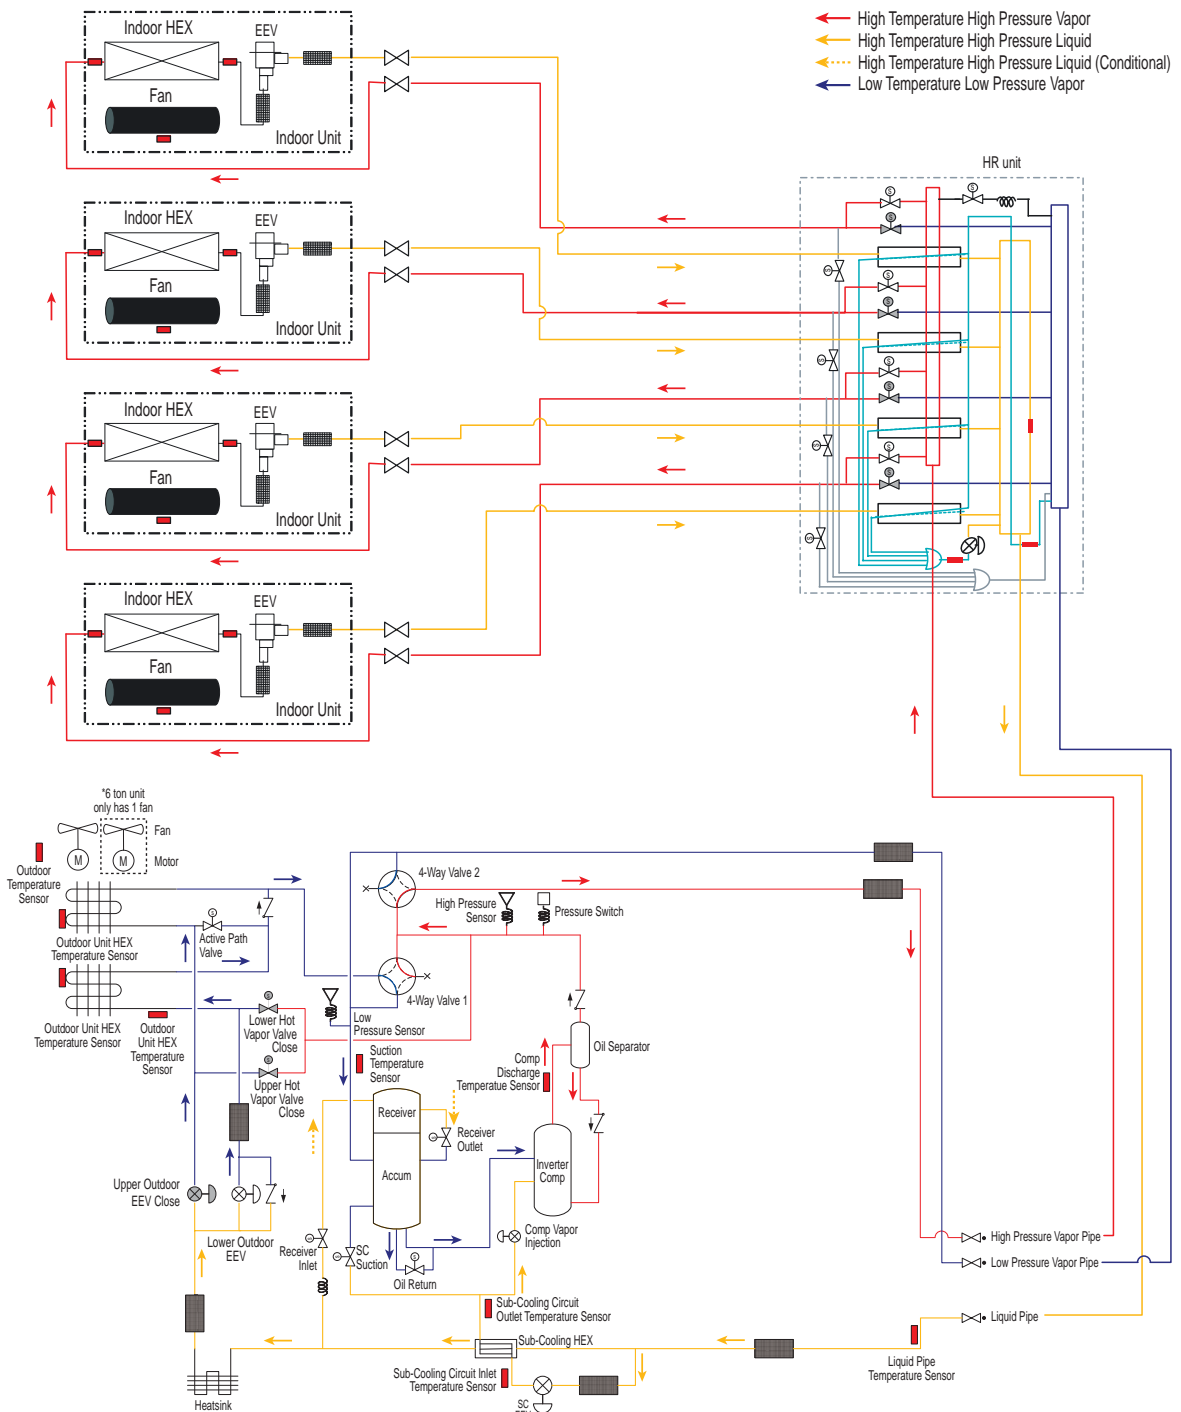 High Temperature High Pressure Vapor
High Temperature High Pressure Liquid
High Temperature High Pressure Liquid (Conditional)
Low Temperature Low Pressure Vapor
Indoor HEX
EEV
Fan
Indoor Unit
Indoor HEX
EEV
Fan
Indoor Unit
Indoor HEX
EEV
Fan
Indoor Unit
Indoor HEX
EEV
Fan
Indoor Unit
HR unit
S
S
S
S
S
S
S
S
S
S
S
S
S
*6 ton unit
only has 1 fan
Fan
M
M
Motor
Outdoor
Temperature
Sensor
Outdoor Unit HEX
Temperature Sensor
Active Path
Valve
Outdoor Unit HEX
Temperature Sensor
Outdoor
Unit HEX
Temperature
Sensor
Lower Hot
Vapor Valve
Close
Upper Hot
Vapor Valve
Close
4-Way Valve 2
High Pressure
Sensor
Pressure Switch
4-Way Valve 1
Low
Pressure Sensor
Suction
Temperature
Sensor
Comp
Discharge
Temperatue Sensor
Oil Separator
Receiver
Receiver
Outlet
Accum
Inverter
Comp
Upper Outdoor
EEV Close
Lower Outdoor
EEV
Receiver
Inlet
SC
Suction
Oil Return
Comp Vapor
Injection
High Pressure Vapor Pipe
Low Pressure Vapor Pipe
Liquid Pipe
Sub-Cooling Circuit
Outlet Temperature Sensor
Sub-Cooling HEX
Sub-Cooling Circuit Inlet
Temperature Sensor
SC
Liquid Pipe
Temperature Sensor
Heatsink